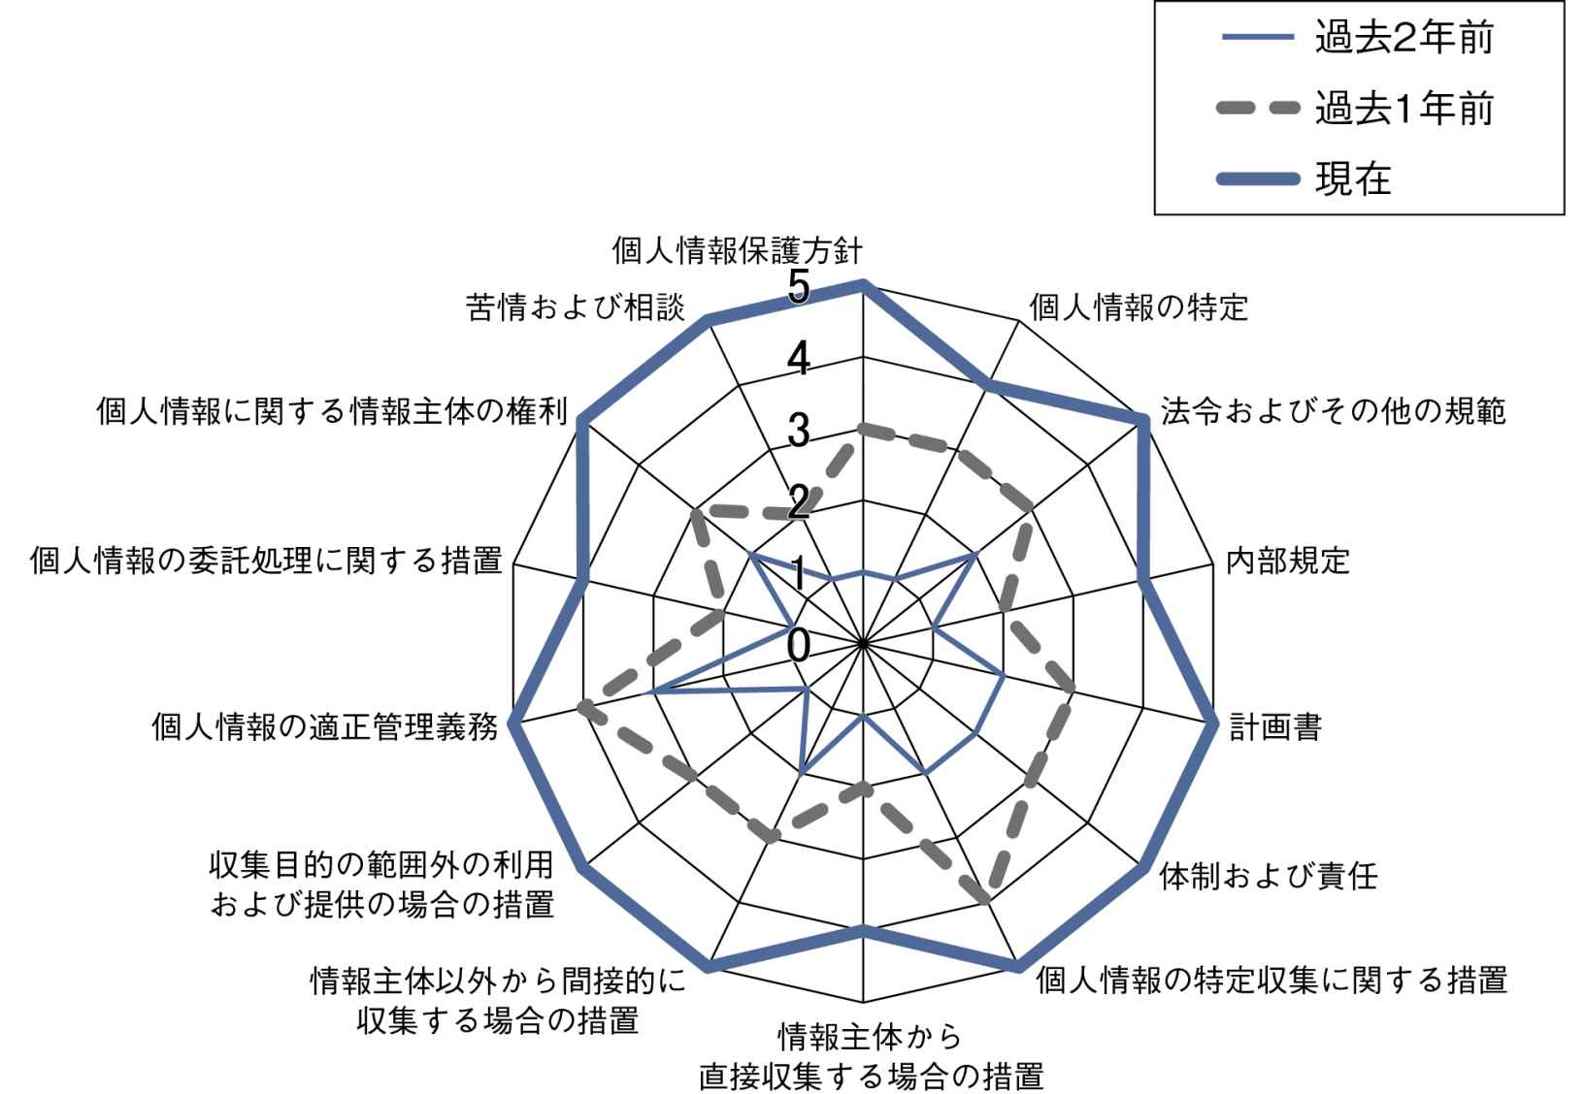 過去2年前
過去1年前
現在
個人情報保護方針
5
苦情および相談
個人情報の特定
4
個人情報に関する情報主体の権利
3
法令およびその他の規範
2
個人情報の委託処理に関する措置
1
内部規定
0
個人情報の適正管理義務
計画書
収集目的の範囲外の利用
および提供の場合の措置
体制および責任
情報主体以外から間接的に
収集する場合の措置
個人情報の特定収集に関する措置
情報主体から
直接収集する場合の措置